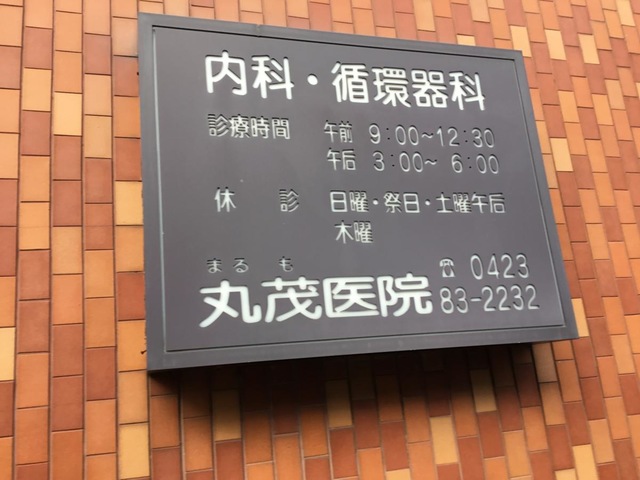 内科・循環器科
診療時間 午前 9:00~12:30
午后 3:00~ 6:00
休 診 日曜・祭日・土曜午后
木曜
まる も
丸茂医院 ☎ 0423
83-2232